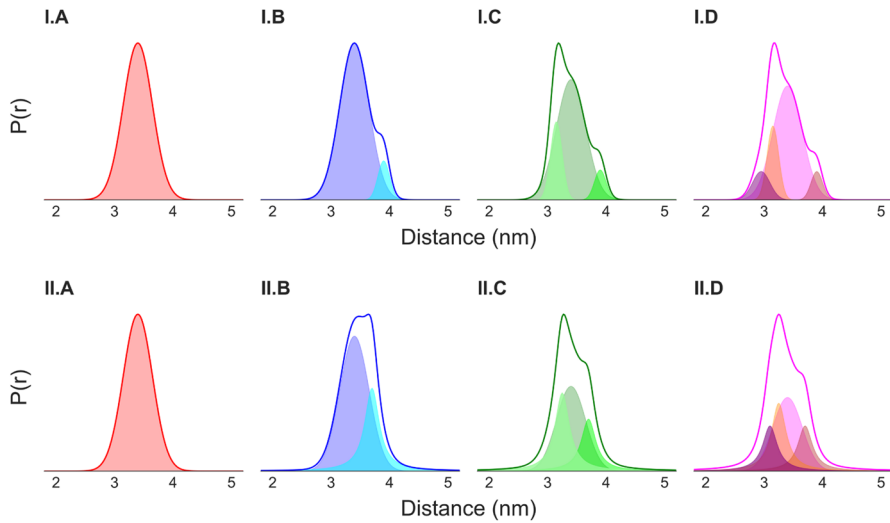 I.A I.B I.C I.D
P(r)
2 3 4 5 2 3 4 5 2 3 4 5 2 3 4 5
Distance (nm)
II.A II.B II.C II.D
P(r)
2 3 4 5 2 3 4 5 2 3 4 5 2 3 4 5
Distance (nm)